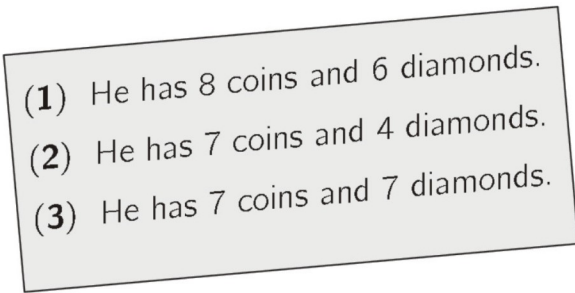 (1) He has 8 coins and 6 diamonds.
(2) He has 7 coins and 4 diamonds.
(3) He has 7 coins and 7 diamonds.